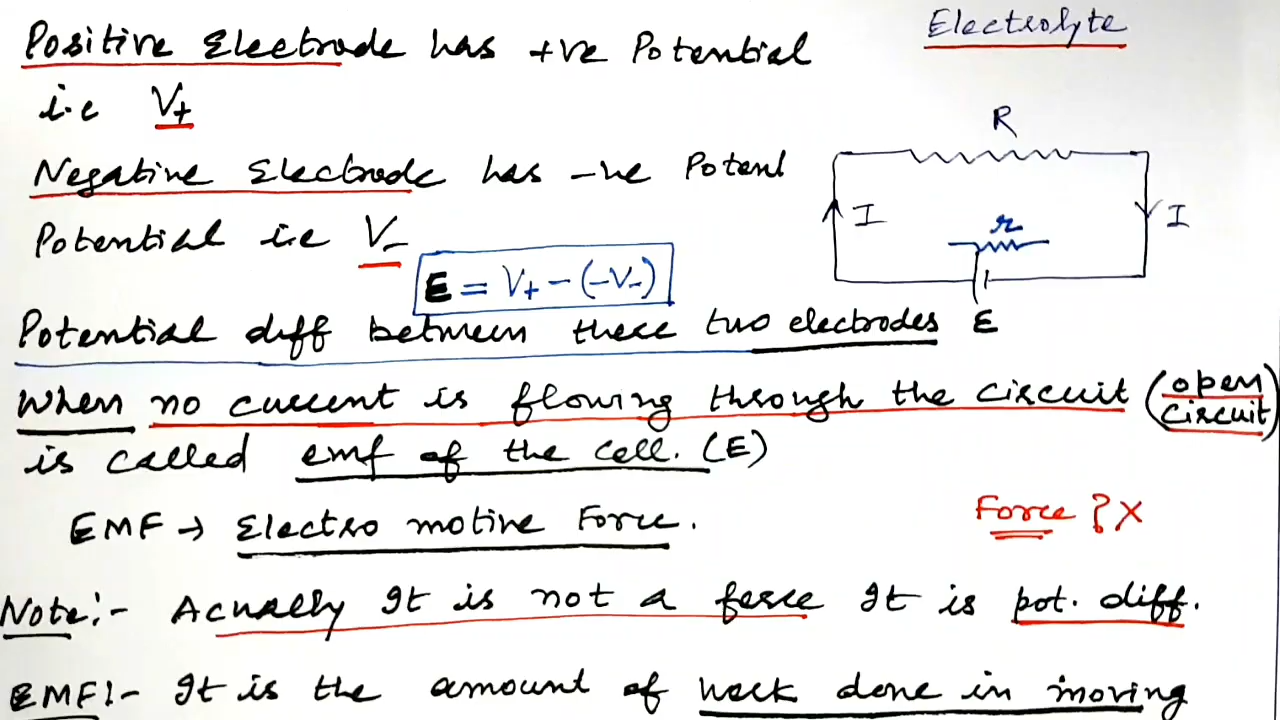 Electrolyte
Positive Electrode has +ve Potential
i.e V+
Negative Electrode has -ve Potent
Potential i.e V-
E = V+ - (-V-)
R
I
I
r
E
Potential diff between these two electrodes
When no current is flowing through the circuit (open circuit)
is called emf of the cell. (E)
EMF → Electro motive Force.
Force ? X
Note:- Acually It is not a force It is pot. diff.
EMF:- It is the amount of work done in moving